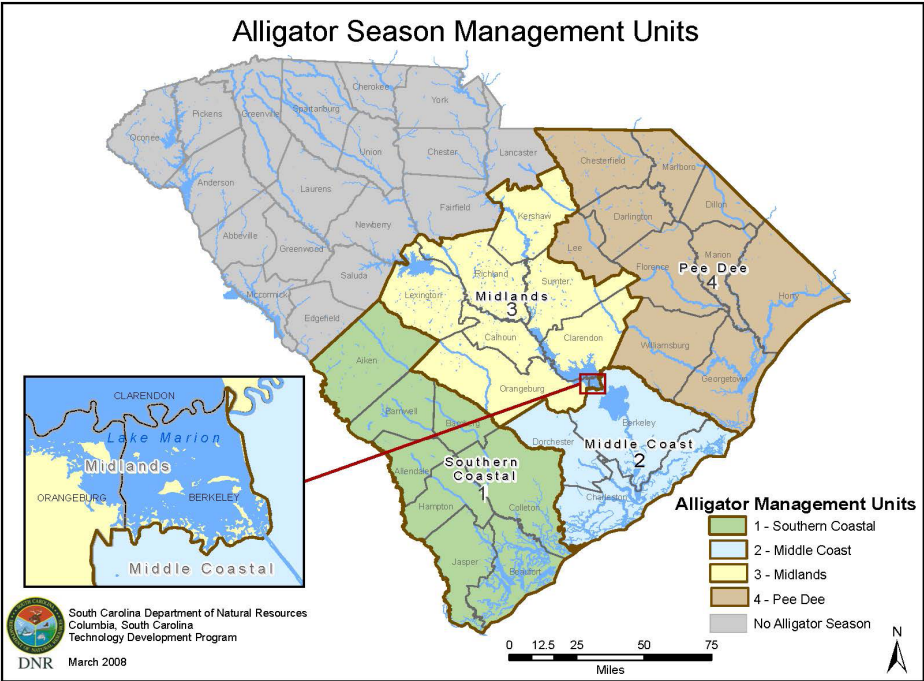 Alligator Season Management Units
Cherokee
York
Spartanburg
Greenville
Pickens
Oconee
Union
Chester
Lancaster
Chesterfield
Marlboro
Anderson
Laurens
Fairfield
Kershaw
Darlington
Dillon
Newberry
Abbeville
Greenwood
Lee
Florence
Marion
Pee Dee
4
Saluda
Richland
Sumter
Lexington
Midlands
3
Horry
Mccormick
Edgefield
Calhoun
Clarendon
Williamsburg
Aiken
Georgetown
Orangeburg
Barnwell
Bamberg
Berkeley
Dorchester
Middle Coast
2
Allendale
Southern
Coastal
1
Charleston
Hampton
Colleton
Jasper
Beaufort
CLARENDON
Lake Marion
Midlands
ORANGEBURG
BERKELEY
Middle Coastal
Alligator Management Units
1 - Southern Coastal
2 - Middle Coast
3 - Midlands
4 - Pee Dee
No Alligator Season
South Carolina Department of Natural Resources
Columbia, South Carolina
Technology Development Program
DNR
March 2008
0 12.5 25 50 75
Miles
N